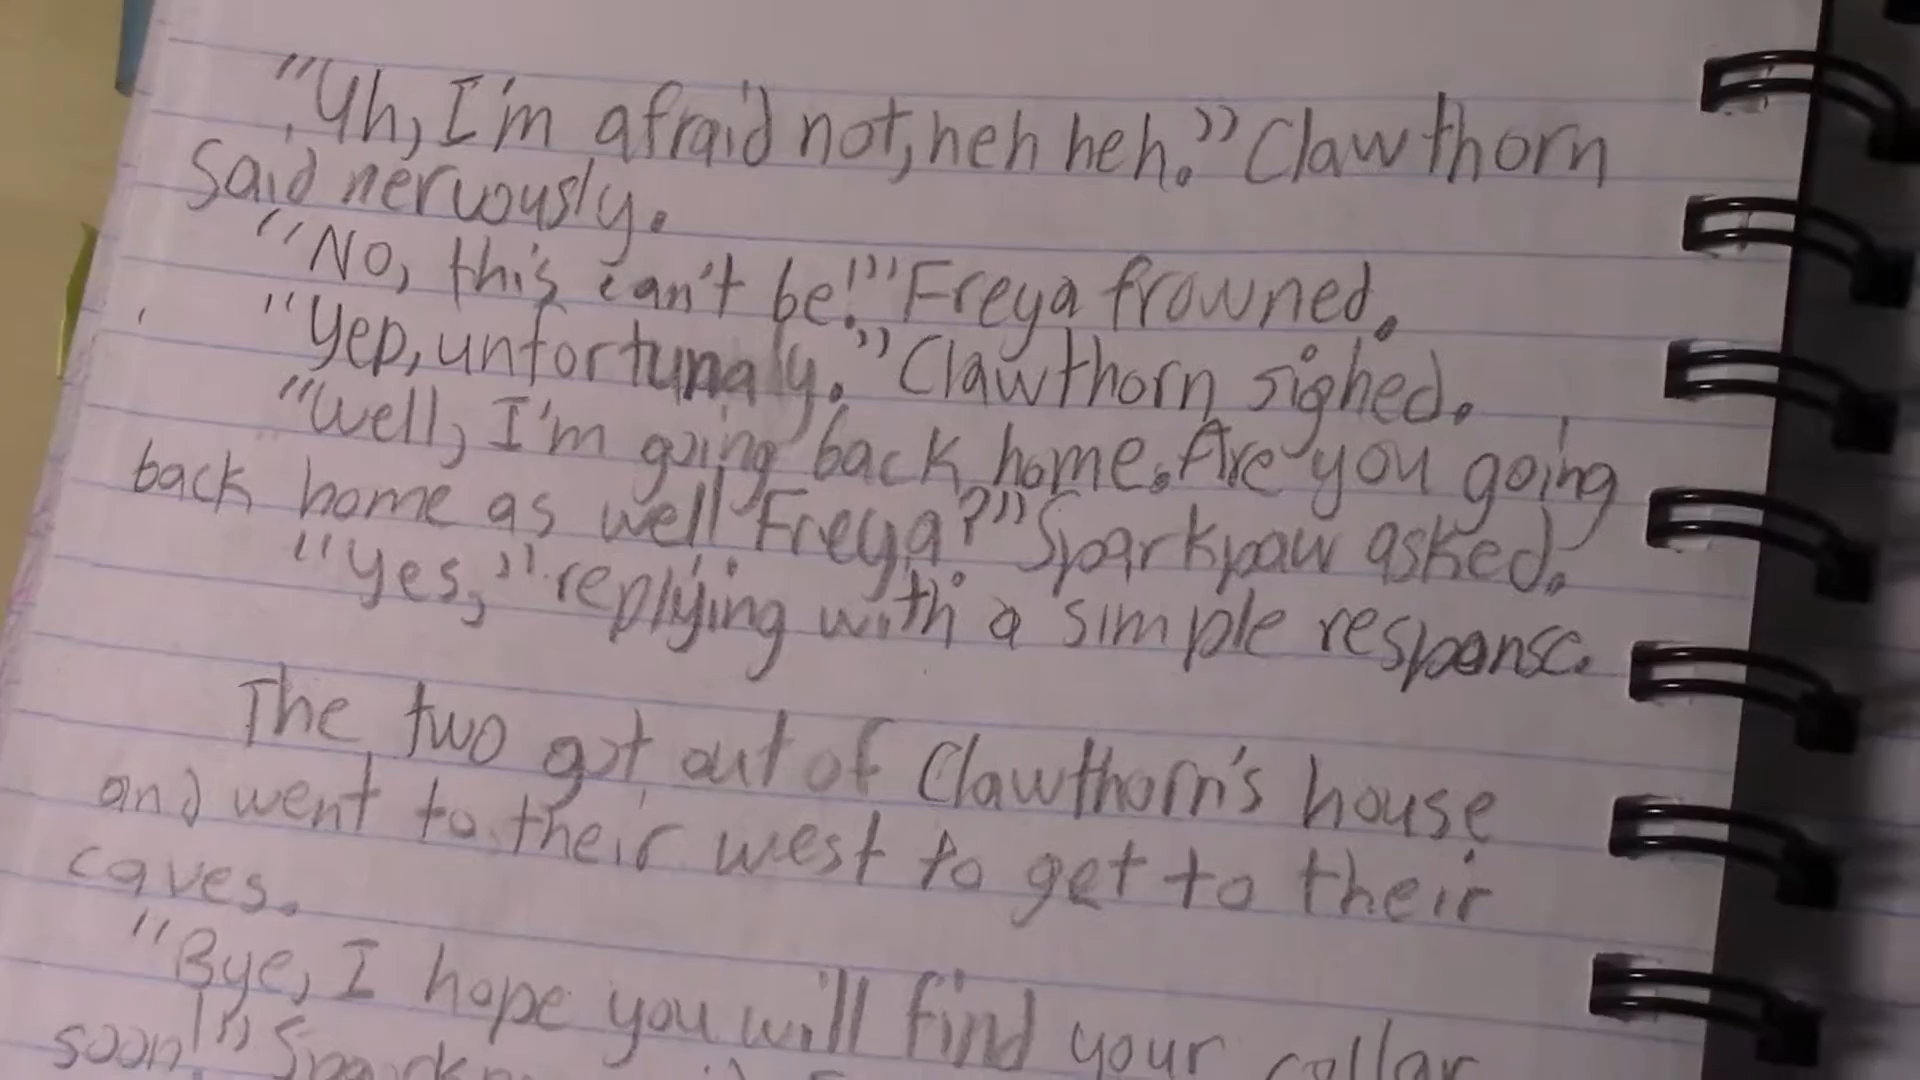 "Uh, I'm afraid not, heh heh." Clawthorn
said nervously.
"No, this can't be!" Freya frowned.
"Yep, unfortunaly." Clawthorn sighed.
"Well, I'm going back home. Are you going
back home as well Freya?" Sparkpaw asked.
"Yes," replying with a simple response.
The two got out of Clawthorn's house
and went to their west to get to their
caves.
"Bye, I hope you will find your collar
soon!"